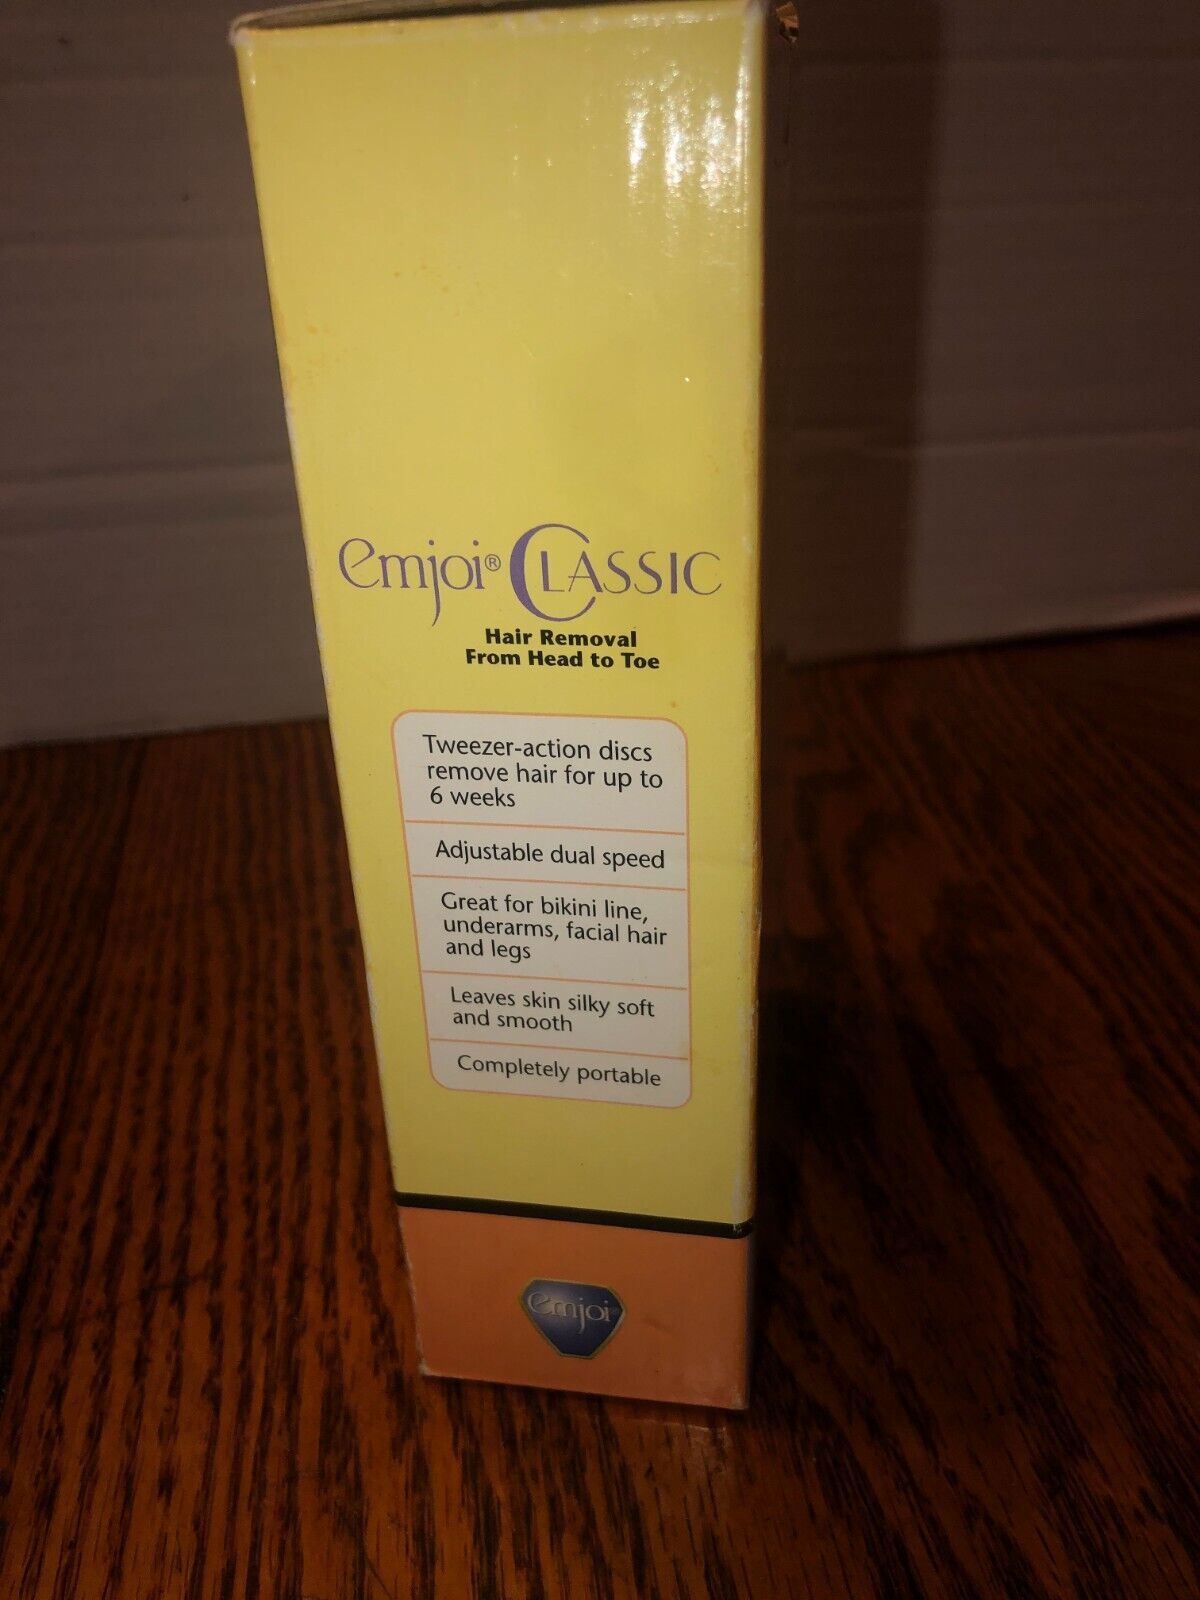 emjoi® CLASSIC
Hair Removal
From Head to Toe
Tweezer-action discs
remove hair for up to
6 weeks
Adjustable dual speed
Great for bikini line,
underarms, facial hair
and legs
Leaves skin silky soft
and smooth
Completely portable
emjoi